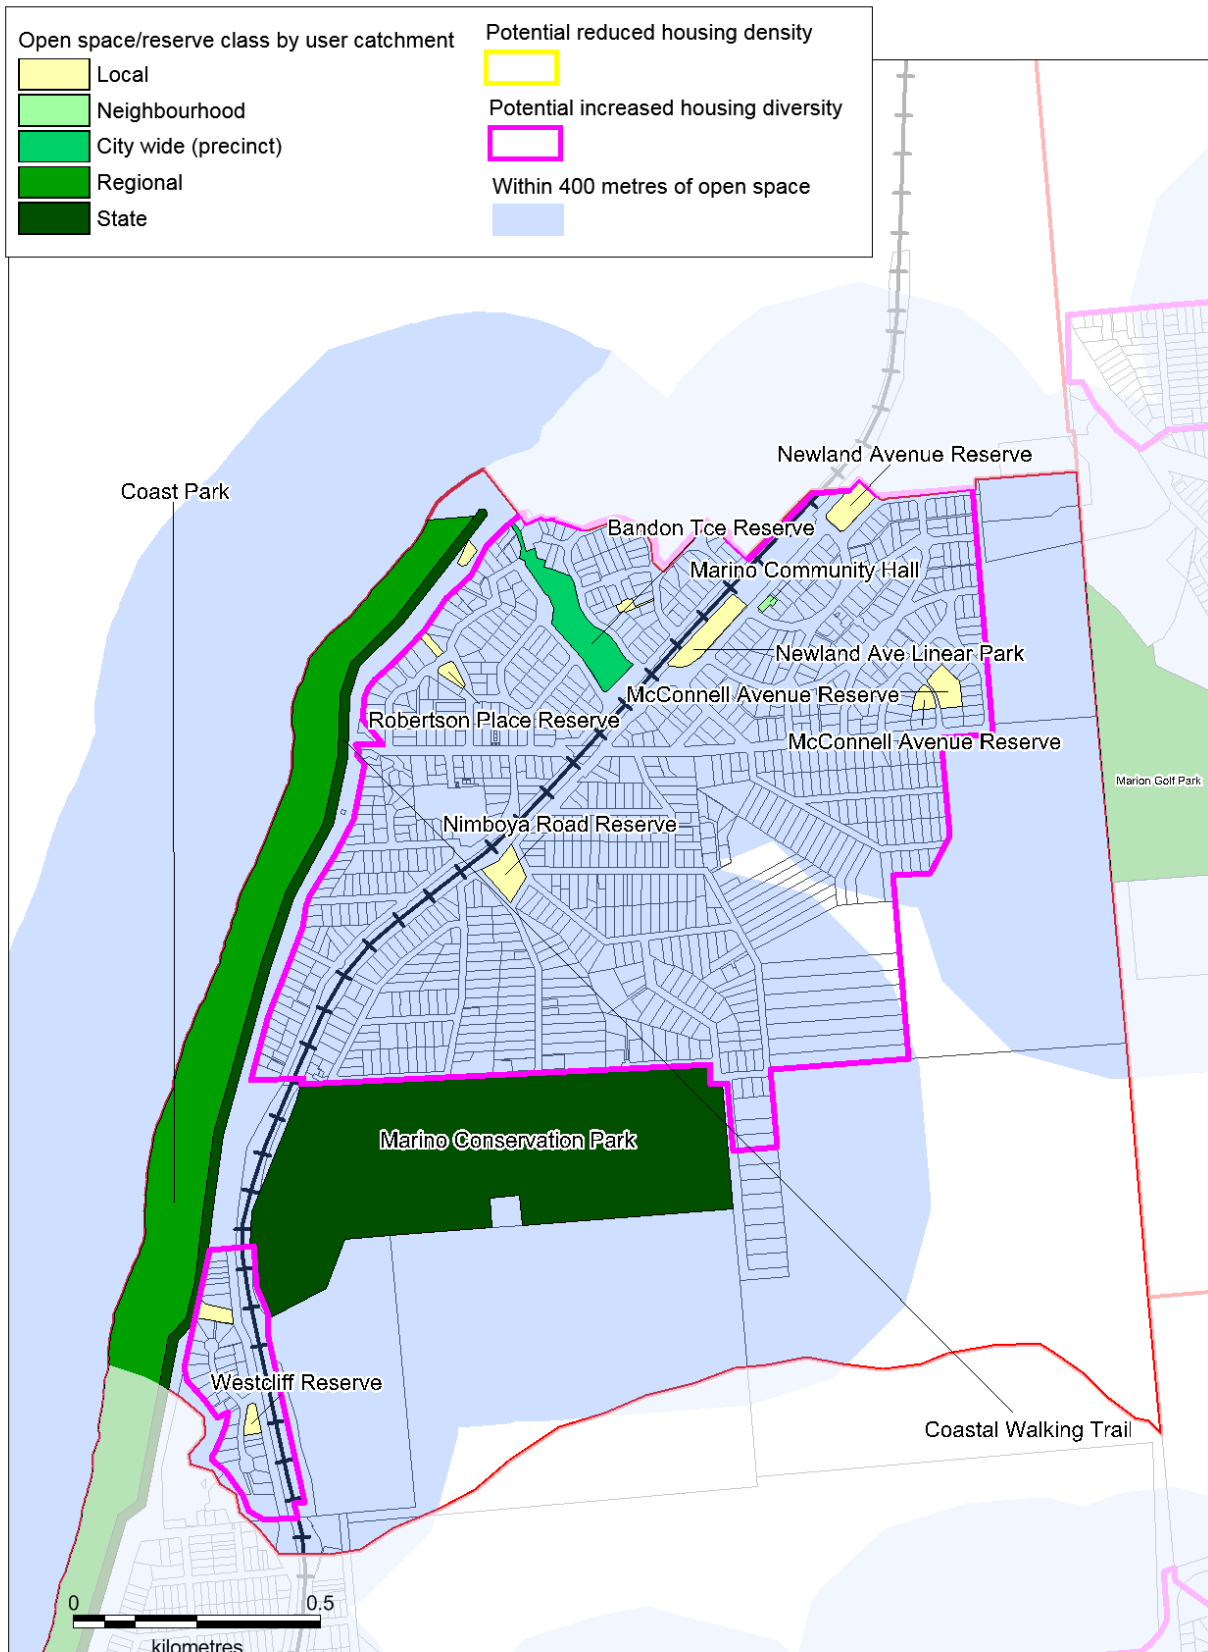 Open space/reserve class by user catchment
Local
Neighbourhood
City wide (precinct)
Regional
State
Potential reduced housing density
Potential increased housing diversity
Within 400 metres of open space
Newland Avenue Reserve
Coast Park
Bandon Tce Reserve
Marino Community Hall
Newland Ave Linear Park
McConnell Avenue Reserve
Robertson Place Reserve
McConnell Avenue Reserve
Marion Golf Park
Nimboya Road Reserve
Marino Conservation Park
Westcliff Reserve
Coastal Walking Trail
0 0.5
kilometres